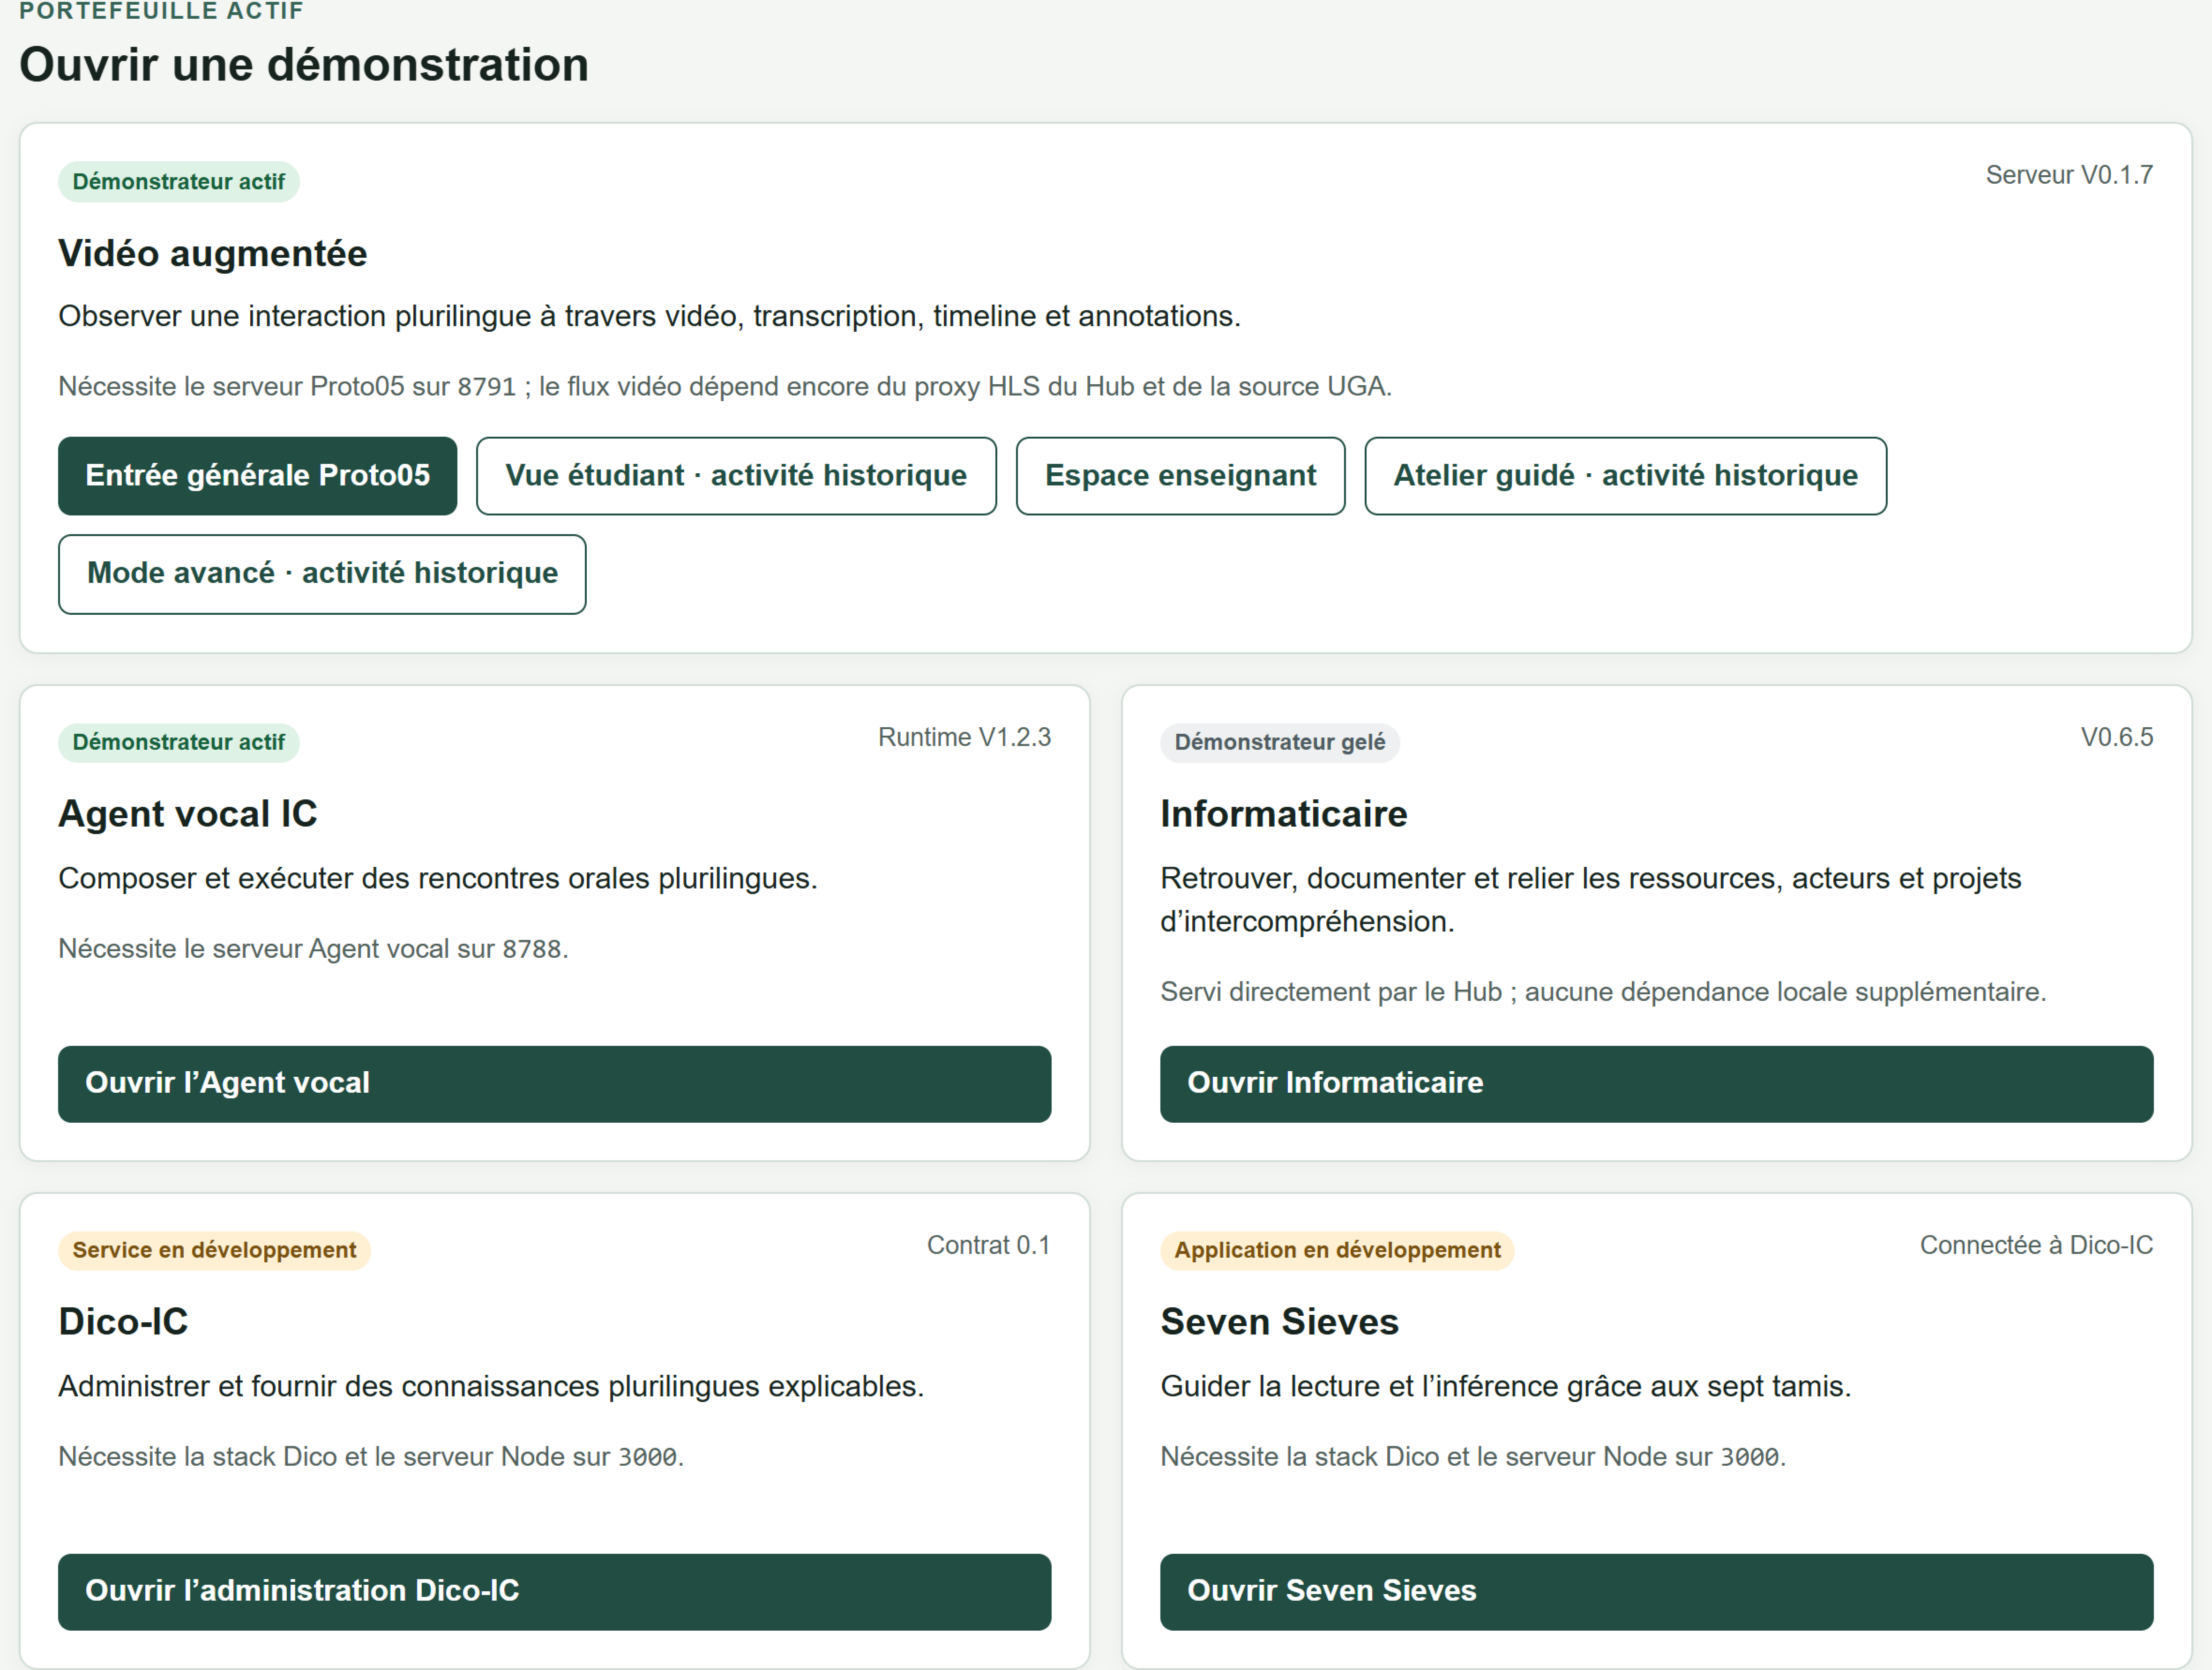 PORTEFEUILLE ACTIF
Ouvrir une démonstration
Démonstrateur actif
Serveur V0.1.7
Vidéo augmentée
Observer une interaction plurilingue à travers vidéo, transcription, timeline et annotations.
Nécessite le serveur Proto05 sur 8791 ; le flux vidéo dépend encore du proxy HLS du Hub et de la source UGA.
Entrée générale Proto05
Vue étudiant · activité historique
Espace enseignant
Atelier guidé · activité historique
Mode avancé · activité historique
Démonstrateur actif
Runtime V1.2.3
Agent vocal IC
Composer et exécuter des rencontres orales plurilingues.
Nécessite le serveur Agent vocal sur 8788.
Ouvrir l’Agent vocal
Démonstrateur gelé
V0.6.5
Informaticaire
Retrouver, documenter et relier les ressources, acteurs et projets
d’intercompréhension.
Servi directement par le Hub ; aucune dépendance locale supplémentaire.
Ouvrir Informaticaire
Service en développement
Contrat 0.1
Dico-IC
Administrer et fournir des connaissances plurilingues explicables.
Nécessite la stack Dico et le serveur Node sur 3000.
Ouvrir l’administration Dico-IC
Application en développement
Connectée à Dico-IC
Seven Sieves
Guider la lecture et l’inférence grâce aux sept tamis.
Nécessite la stack Dico et le serveur Node sur 3000.
Ouvrir Seven Sieves